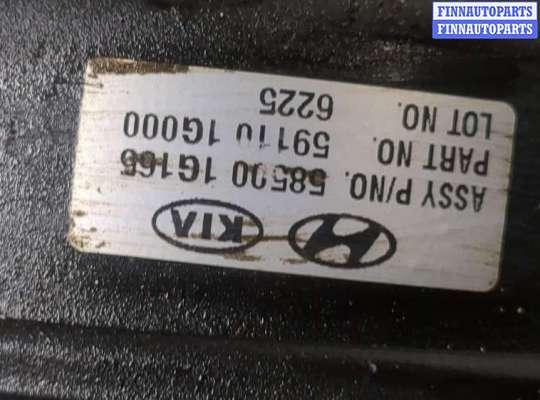 FINNAUTOPARTS
FINNAUTOPARTS
KIA
ASSY P/NO. 58500 1G165
PART NO. 59110 1G000
LOT NO. 6225